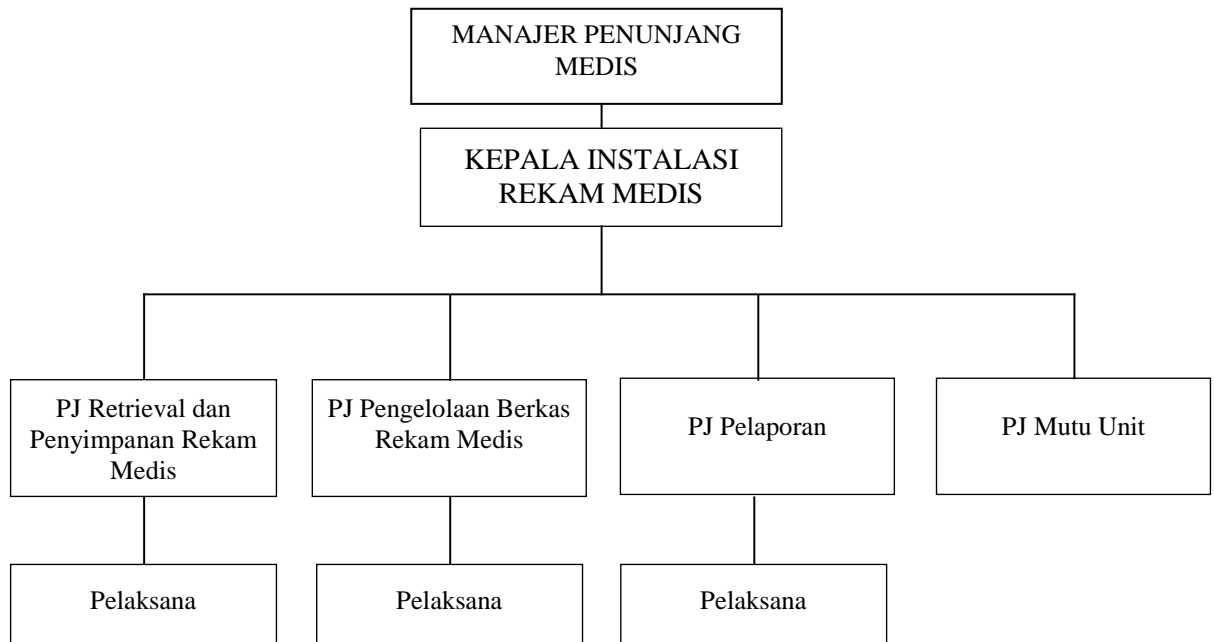 MANAJER PENUNJANG
MEDIS
KEPALA INSTALASI
REKAM MEDIS
PJ Retrieval dan
Penyimpanan Rekam
Medis
PJ Pengelolaan Berkas
Rekam Medis
PJ Pelaporan
PJ Mutu Unit
Pelaksana
Pelaksana
Pelaksana